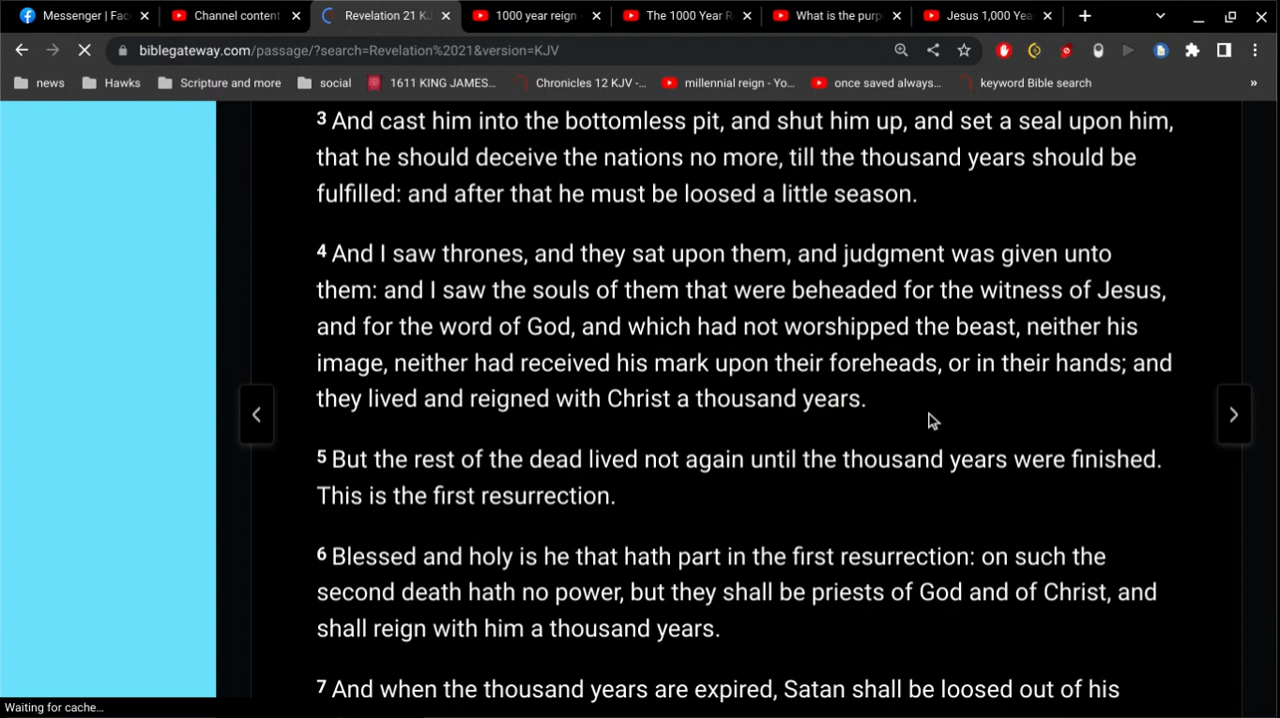 Messenger | Fac
Channel content
Revelation 21 KJ
1000 year reign -
The 1000 Year R
What is the purp
Jesus 1,000 Yea
biblegateway.com/passage/?search=Revelation%2021&version=KJV
news
Hawks
Scripture and more
social
1611 KING JAMES...
Chronicles 12 KJV -...
millennial reign - Yo...
once saved always...
keyword Bible search
»
3 And cast him into the bottomless pit, and shut him up, and set a seal upon him,
that he should deceive the nations no more, till the thousand years should be
fulfilled: and after that he must be loosed a little season.
4 And I saw thrones, and they sat upon them, and judgment was given unto
them: and I saw the souls of them that were beheaded for the witness of Jesus,
and for the word of God, and which had not worshipped the beast, neither his
image, neither had received his mark upon their foreheads, or in their hands; and
they lived and reigned with Christ a thousand years.
5 But the rest of the dead lived not again until the thousand years were finished.
This is the first resurrection.
6 Blessed and holy is he that hath part in the first resurrection: on such the
second death hath no power, but they shall be priests of God and of Christ, and
shall reign with him a thousand years.
7 And when the thousand years are expired, Satan shall be loosed out of his
Waiting for cache...